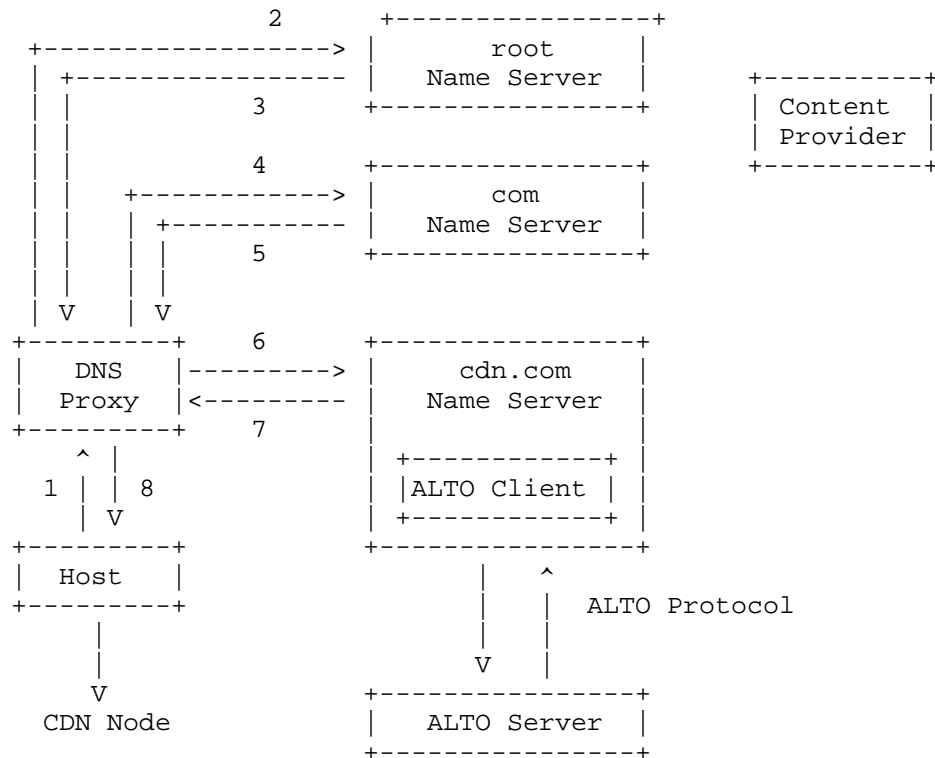 2
root
Name Server
3
Content
Provider
4
com
Name Server
5
6
DNS
Proxy
cdn.com
Name Server
7
1
8
ALTO Client
Host
ALTO Protocol
CDN Node
ALTO Server